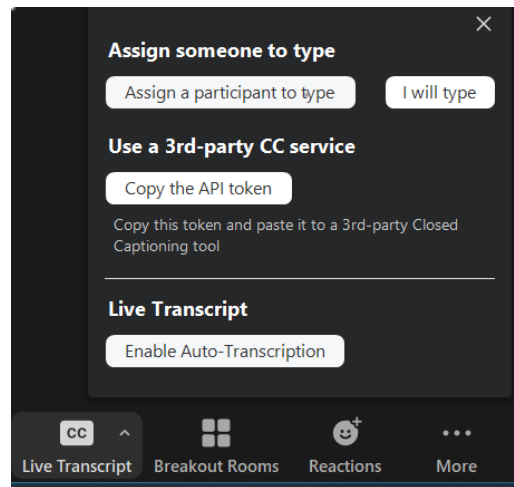 Assign someone to type
Assign a participant to type
I will type
Use a 3rd-party CC service
Copy the API token
Copy this token and paste it to a 3rd-party Closed
Captioning tool
Live Transcript
Enable Auto-Transcription
CC
Live Transcript
Breakout Rooms
Reactions
More